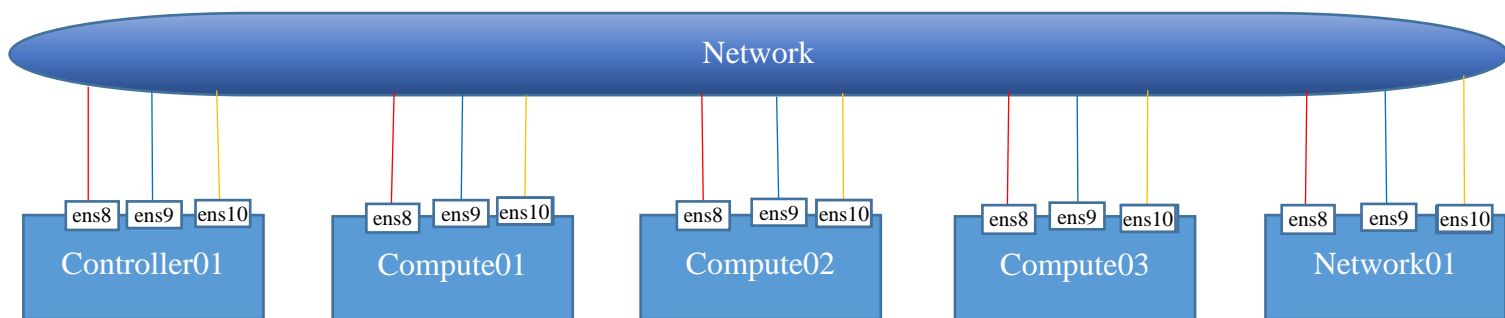 Network
ens8 ens9 ens10 ens8 ens9 ens10 ens8 ens9 ens10 ens8 ens9 ens10 ens8 ens9 ens10
Controller01 Compute01 Compute02 Compute03 Network01